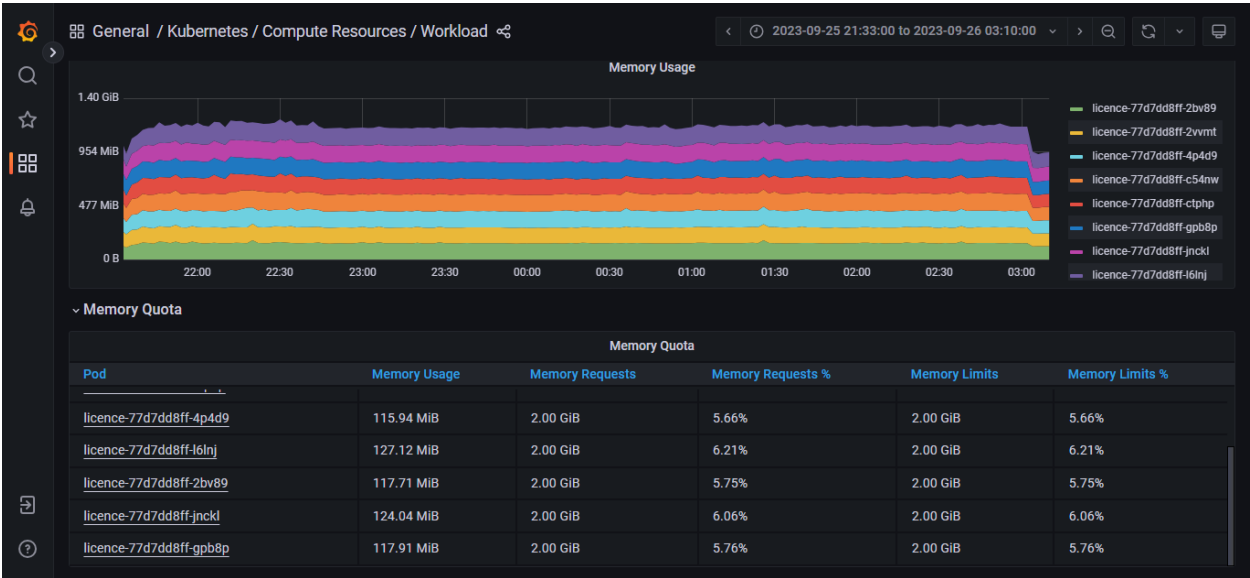 General / Kubernetes / Compute Resources / Workload
2023-09-25 21:33:00 to 2023-09-26 03:10:00
Memory Usage
1.40 GiB
954 MiB
477 MiB
0 B
22:00 22:30 23:00 23:30 00:00 00:30 01:00 01:30 02:00 02:30 03:00
licence-77d7dd8ff-2bv89
licence-77d7dd8ff-2vvmt
licence-77d7dd8ff-4p4d9
licence-77d7dd8ff-c54nw
licence-77d7dd8ff-ctphp
licence-77d7dd8ff-gpb8p
licence-77d7dd8ff-jnckl
licence-77d7dd8ff-l6lnj
Memory Quota
Memory Quota
Pod Memory Usage Memory Requests Memory Requests % Memory Limits Memory Limits %
licence-77d7dd8ff-4p4d9 115.94 MiB 2.00 GiB 5.66% 2.00 GiB 5.66%
licence-77d7dd8ff-l6lnj 127.12 MiB 2.00 GiB 6.21% 2.00 GiB 6.21%
licence-77d7dd8ff-2bv89 117.71 MiB 2.00 GiB 5.75% 2.00 GiB 5.75%
licence-77d7dd8ff-jnckl 124.04 MiB 2.00 GiB 6.06% 2.00 GiB 6.06%
licence-77d7dd8ff-gpb8p 117.91 MiB 2.00 GiB 5.76% 2.00 GiB 5.76%